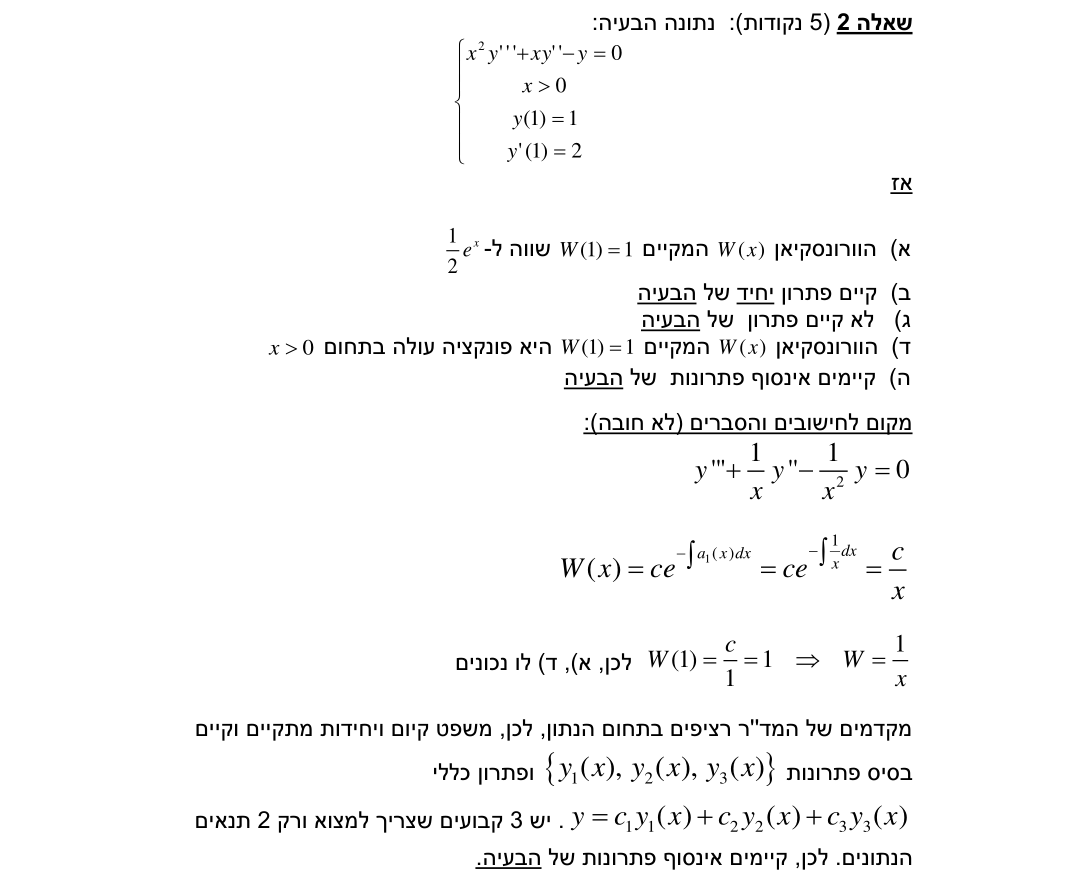 שאלה 2 (5 נקודות): נתונה הבעיה:
x²y'''+xy''−y = 0
x > 0
y(1) = 1
y'(1) = 2
אז
א) הוורונסקיאן W(x) המקיים W(1) = 1 שווה ל- 1/2 eˣ
ב) קיים פתרון יחיד של הבעיה
ג) לא קיים פתרון של הבעיה
ד) הוורונסקיאן W(x) המקיים W(1) = 1 היא פונקציה עולה בתחום x > 0
ה) קיימים אינסוף פתרונות של הבעיה
מקום לחישובים והסברים (לא חובה):
y'''+ 1/x y''− 1/x² y = 0
W(x) = ce^(−∫a₁(x)dx) = ce^(−∫1/x dx) = c/x
לכן, א), ד) לו נכונים W(1) = c/1 = 1 ⇒ W = 1/x
מקדמים של המד"ר רציפים בתחום הנתון, לכן, משפט קיום ויחידות מתקיים וקיים
בסיס פתרונות {y₁(x), y₂(x), y₃(x)} ופתרון כללי
y = c₁y₁(x) + c₂y₂(x) + c₃y₃(x) . יש 3 קבועים שצריך למצוא ורק 2 תנאים
הנתונים. לכן, קיימים אינסוף פתרונות של הבעיה.